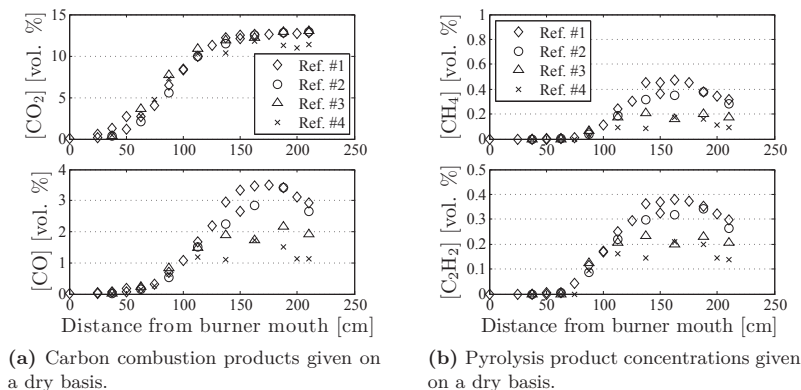 15
10
5
0
[CO₂] [vol. %]
0 50 100 150 200 250
Ref. #1
Ref. #2
Ref. #3
Ref. #4
4
3
2
1
0
[CO] [vol. %]
0 50 100 150 200 250
Distance from burner mouth [cm]
(a) Carbon combustion products given on
a dry basis.
1
0.8
0.6
0.4
0.2
0
[CH₄] [vol. %]
0 50 100 150 200 250
Ref. #1
Ref. #2
Ref. #3
Ref. #4
0.5
0.4
0.3
0.2
0.1
0
[C₂H₂] [vol. %]
0 50 100 150 200 250
Distance from burner mouth [cm]
(b) Pyrolysis product concentrations given
on a dry basis.